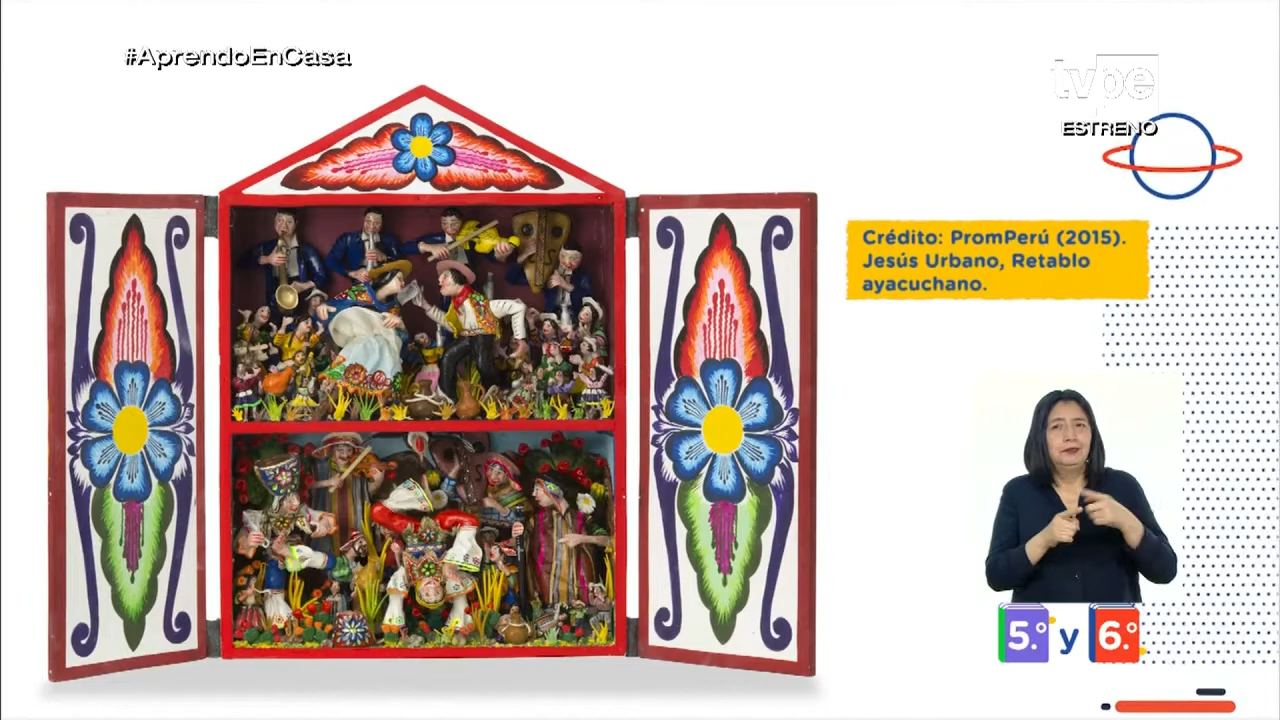 #AprendoEnCasa
tvpe
ESTRENO
Crédito: PromPerú (2015).
Jesús Urbano, Retablo
ayacuchano.
5.° y 6.°